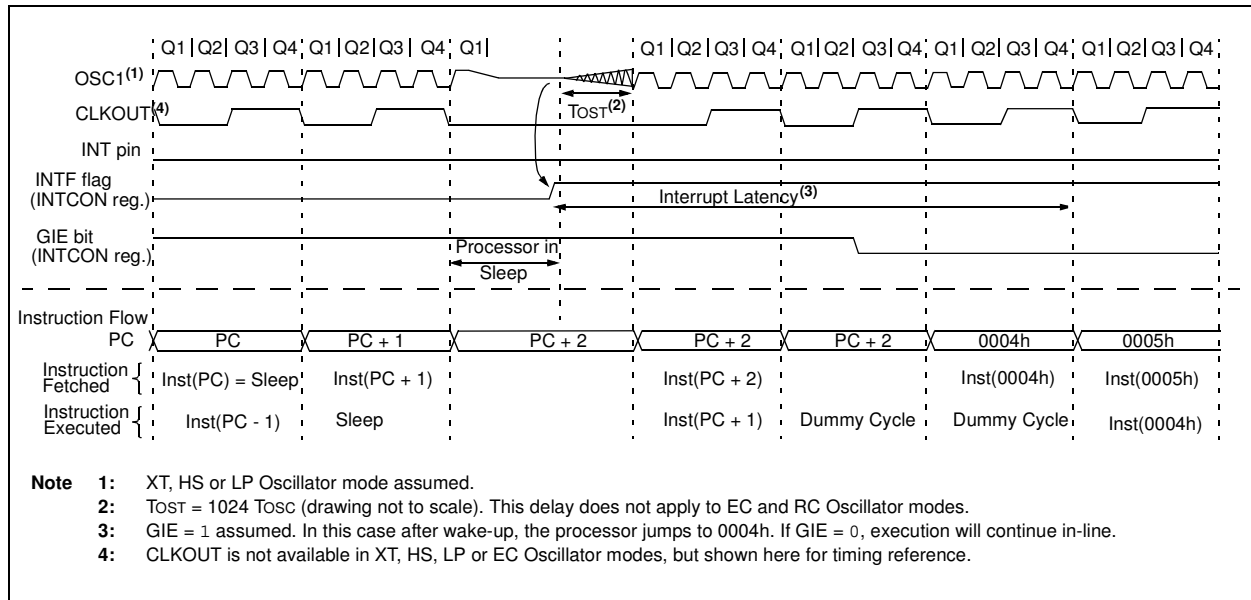 Q1 Q2 Q3 Q4 Q1 Q2 Q3 Q4 Q1 Q1 Q2 Q3 Q4 Q1 Q2 Q3 Q4 Q1 Q2 Q3 Q4 Q1 Q2 Q3 Q4
OSC1(1)
TOST(2)
CLKOUT(4)
INT pin
INTF flag
(INTCON reg.)
Interrupt Latency(3)
GIE bit
(INTCON reg.)
Processor in
Sleep
Instruction Flow
PC PC PC + 1 PC + 2 PC + 2 PC + 2 0004h 0005h
Instruction
Fetched
Inst(PC) = Sleep Inst(PC + 1) Inst(PC + 2) Inst(0004h) Inst(0005h)
Instruction
Executed
Inst(PC - 1) Sleep Inst(PC + 1) Dummy Cycle Dummy Cycle Inst(0004h)
Note 1: XT, HS or LP Oscillator mode assumed.
2: TOST = 1024 TOSC (drawing not to scale). This delay does not apply to EC and RC Oscillator modes.
3: GIE = 1 assumed. In this case after wake-up, the processor jumps to 0004h. If GIE = 0, execution will continue in-line.
4: CLKOUT is not available in XT, HS, LP or EC Oscillator modes, but shown here for timing reference.